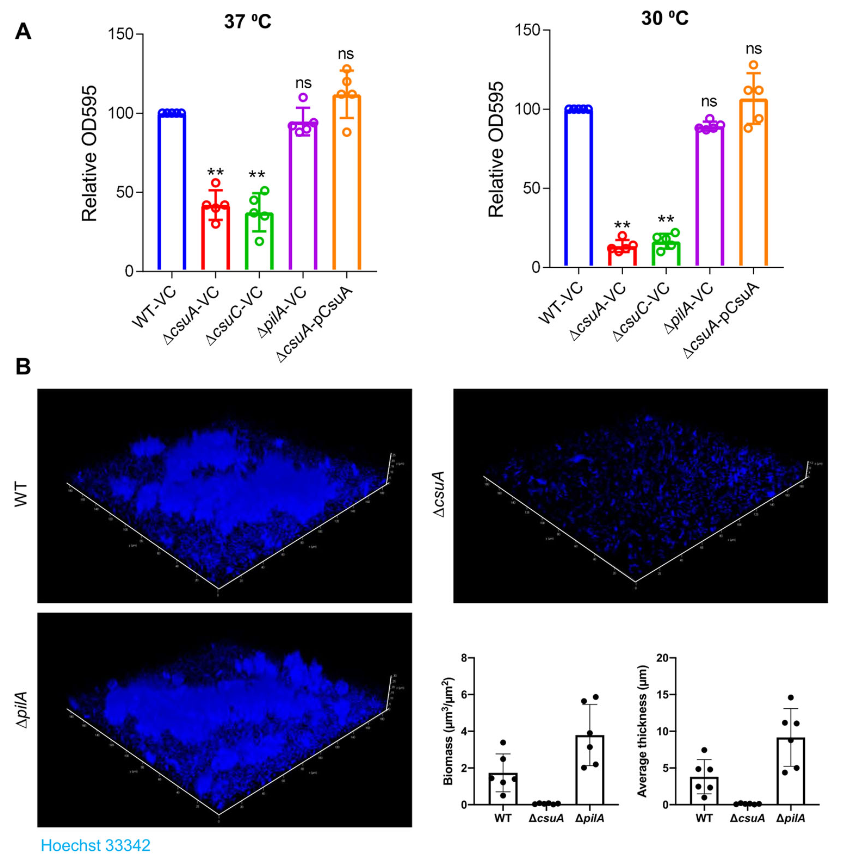 A
37 ºC
Relative OD595
150
100
50
0
**
**
ns
ns
WT-VC
ΔcsuA-VC
ΔcsuC-VC
ΔpilA-VC
ΔcsuA-pCsuA
30 ºC
Relative OD595
150
100
50
0
**
**
ns
ns
WT-VC
ΔcsuA-VC
ΔcsuC-VC
ΔpilA-VC
ΔcsuA-pCsuA
B
WT
ΔcsuA
ΔpilA
Hoechst 33342
Biomass (µm³/µm²)
8
6
4
2
0
WT
ΔcsuA
ΔpilA
Average thickness (µm)
20
15
10
5
0
WT
ΔcsuA
ΔpilA